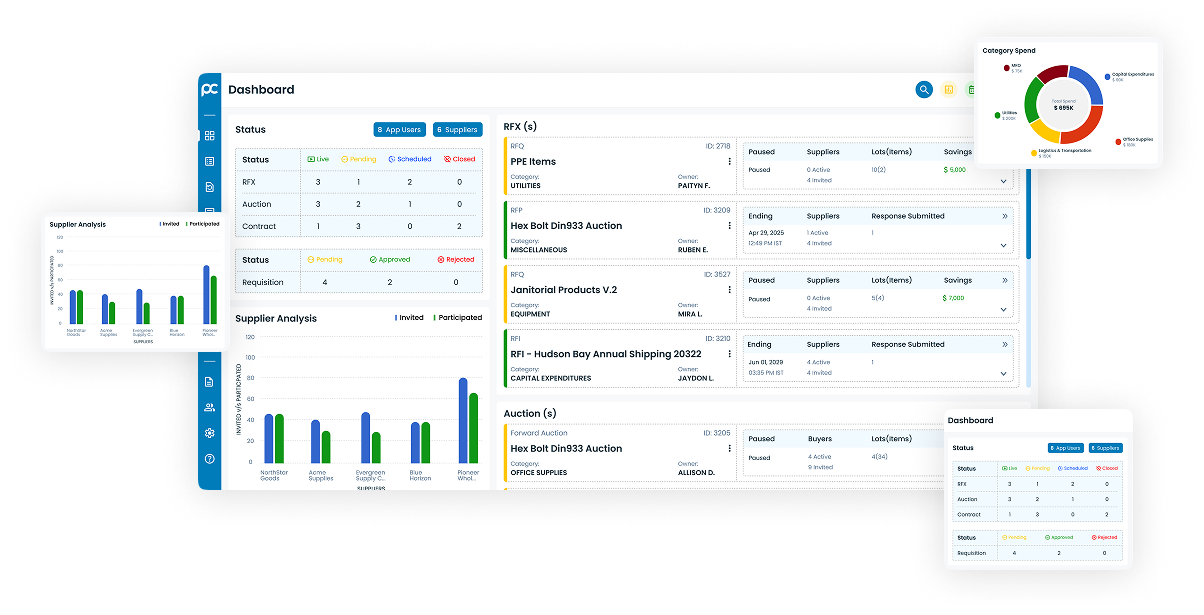 pc
Dashboard
Status
8 App Users
6 Suppliers
Status Live Pending Scheduled Closed
RFX 3 1 2 0
Auction 3 2 1 0
Contract 1 3 0 2
Status Pending Approved Rejected
Requisition 4 2 0
Supplier Analysis
Invited Participated
120
100
80
60
40
20
0
INVITED V/S PARTICPATED
NorthStar
Goods
Acme
Supplies
Evergreen
Supply C...
Blue
Horizon
Pioneer
Whol...
SUPPLIERS
RFX (s)
RFQ ID: 2718
PPE Items
Category: Owner:
UTILITIES PAITYN F.
Paused Suppliers Lots(Items) Savings
Paused 0 Active 10(2) $ 5,000
4 Invited
RFP ID: 3209
Hex Bolt Din933 Auction
Category: Owner:
MISCELLANEOUS RUBEN E.
Ending Suppliers Response Submitted
Apr 29, 2025 1 Active 1
12:49 PM IST 4 Invited
RFQ ID: 3527
Janitorial Products V.2
Category: Owner:
EQUIPMENT MIRA L.
Paused Suppliers Lots(Items) Savings
Paused 0 Active 5(4) $ 7,000
4 Invited
RFI ID: 3210
RFI - Hudson Bay Annual Shipping 20322
Category: Owner:
CAPITAL EXPENDITURES JAYDON L.
Ending Suppliers Response Submitted
Jun 01, 2029 4 Active 1
03:35 PM IST 4 Invited
Auction (s)
Forward Auction ID: 3205
Hex Bolt Din933 Auction
Category: Owner:
OFFICE SUPPLIES ALLISON D.
Paused Buyers Lots(Items)
Paused 4 Active 4(34)
9 Invited
Category Spend
MRO
$ 75K
Capital Expenditures
Utilities
Total Spend
$ 695K
Office Supplies
Logistics & Transportation
$ 150K
Supplier Analysis
Invited Participated
120
100
80
60
40
20
0
INVITED V/S PARTICPATED
NorthStar
Goods
Acme
Supplies
Evergreen
Supply C...
Blue
Horizon
Pioneer
Whol...
SUPPLIERS
Dashboard
Status
8 App Users
6 Suppliers
Status Live Pending Scheduled Closed
RFX 3 1 2 0
Auction 3 2 1 0
Contract 1 3 0 2
Status Pending Approved Rejected
Requisition 4 2 0